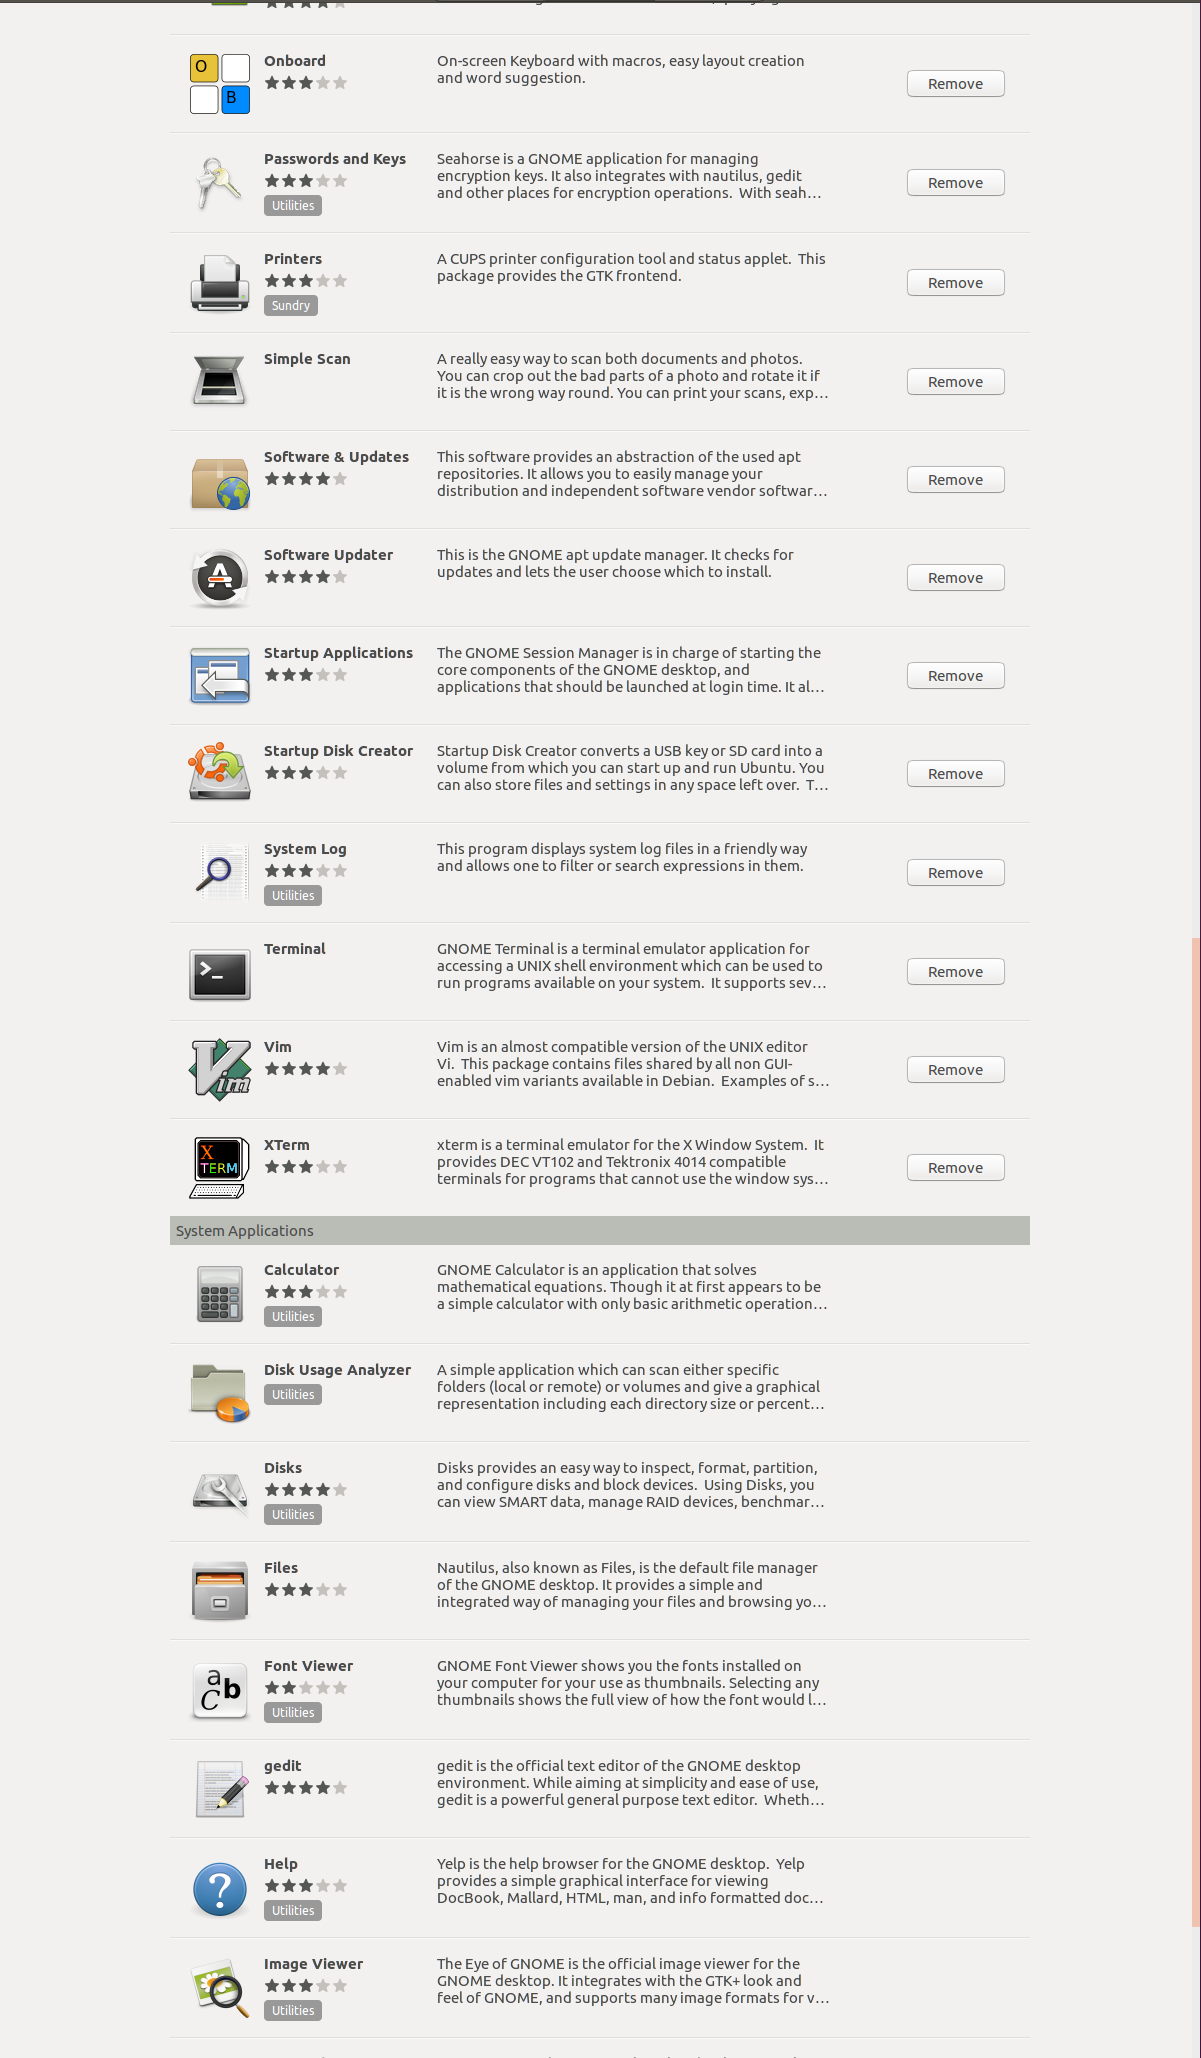 Onboard
On-screen Keyboard with macros, easy layout creation
and word suggestion.
Remove
O
B
Passwords and Keys
Utilities
Seahorse is a GNOME application for managing
encryption keys. It also integrates with nautilus, gedit
and other places for encryption operations.  With seah…
Remove
Printers
Sundry
A CUPS printer configuration tool and status applet.  This
package provides the GTK frontend.
Remove
Simple Scan
A really easy way to scan both documents and photos.
You can crop out the bad parts of a photo and rotate it if
it is the wrong way round. You can print your scans, exp…
Remove
Software & Updates
This software provides an abstraction of the used apt
repositories. It allows you to easily manage your
distribution and independent software vendor softwar…
Remove
Software Updater
This is the GNOME apt update manager. It checks for
updates and lets the user choose which to install.
Remove
A
Startup Applications
The GNOME Session Manager is in charge of starting the
core components of the GNOME desktop, and
applications that should be launched at login time. It al…
Remove
Startup Disk Creator
Startup Disk Creator converts a USB key or SD card into a
volume from which you can start up and run Ubuntu. You
can also store files and settings in any space left over.  T…
Remove
System Log
Utilities
This program displays system log files in a friendly way
and allows one to filter or search expressions in them.
Remove
Terminal
GNOME Terminal is a terminal emulator application for
accessing a UNIX shell environment which can be used to
run programs available on your system.  It supports sev…
Remove
>_
Vim
Vim is an almost compatible version of the UNIX editor
Vi.  This package contains files shared by all non GUI-
enabled vim variants available in Debian.  Examples of s…
Remove
Vim
XTerm
xterm is a terminal emulator for the X Window System.  It
provides DEC VT102 and Tektronix 4014 compatible
terminals for programs that cannot use the window sys…
Remove
X
TERM
System Applications
Calculator
Utilities
GNOME Calculator is an application that solves
mathematical equations. Though it at first appears to be
a simple calculator with only basic arithmetic operation…
Disk Usage Analyzer
Utilities
A simple application which can scan either specific
folders (local or remote) or volumes and give a graphical
representation including each directory size or percent…
Disks
Utilities
Disks provides an easy way to inspect, format, partition,
and configure disks and block devices.  Using Disks, you
can view SMART data, manage RAID devices, benchmar…
Files
Nautilus, also known as Files, is the default file manager
of the GNOME desktop. It provides a simple and
integrated way of managing your files and browsing yo…
Font Viewer
Utilities
GNOME Font Viewer shows you the fonts installed on
your computer for your use as thumbnails. Selecting any
thumbnails shows the full view of how the font would l…
a
b
C
gedit
gedit is the official text editor of the GNOME desktop
environment. While aiming at simplicity and ease of use,
gedit is a powerful general purpose text editor.  Wheth…
Help
Utilities
Yelp is the help browser for the GNOME desktop.  Yelp
provides a simple graphical interface for viewing
DocBook, Mallard, HTML, man, and info formatted doc…
?
Image Viewer
Utilities
The Eye of GNOME is the official image viewer for the
GNOME desktop. It integrates with the GTK+ look and
feel of GNOME, and supports many image formats for v…